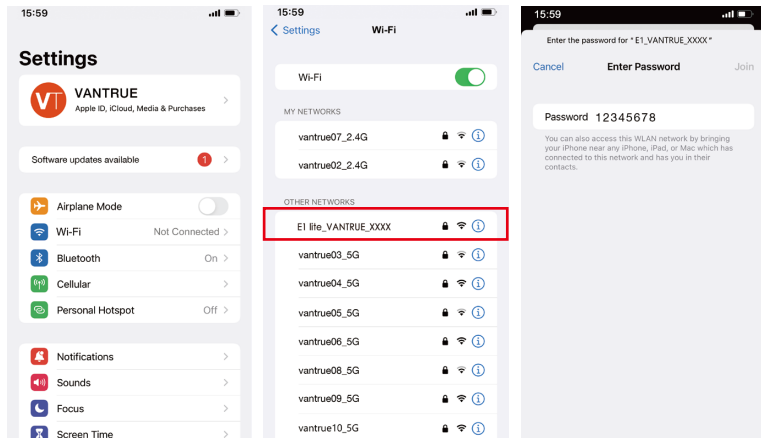 15:59
Settings
VT
VANTRUE
Apple ID, iCloud, Media & Purchases
Software updates available
1
Airplane Mode
Wi-Fi
Not Connected
Bluetooth
On
Cellular
Personal Hotspot
Off
Notifications
Sounds
Focus
Screen Time
15:59
Settings
Wi-Fi
Wi-Fi
MY NETWORKS
vantrue07_2.4G
vantrue02_2.4G
OTHER NETWORKS
E1 lite_VANTRUE_XXXX
vantrue03_5G
vantrue04_5G
vantrue05_5G
vantrue06_5G
vantrue08_5G
vantrue09_5G
vantrue10_5G
15:59
Enter the password for "E1_VANTRUE_XXXX"
Cancel
Enter Password
Join
Password 12345678
You can also access this WLAN network by bringing
your iPhone near any iPhone, iPad, or Mac which has
connected to this network and has you in their
contacts.